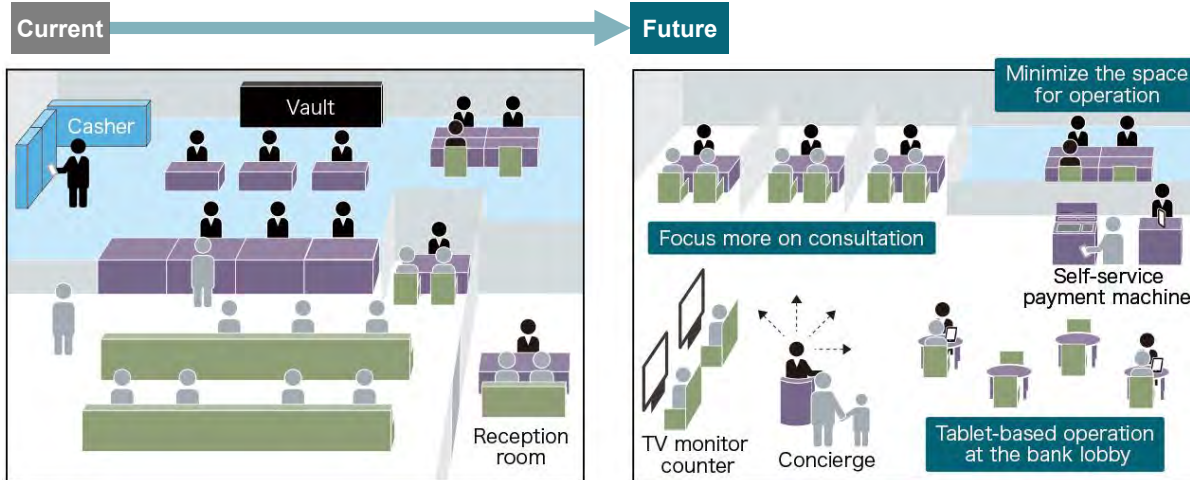 Current
Future
Casher
Vault
Reception
room
Minimize the space
for operation
Focus more on consultation
Self-service
payment machine
TV monitor
counter
Concierge
Tablet-based operation
at the bank lobby